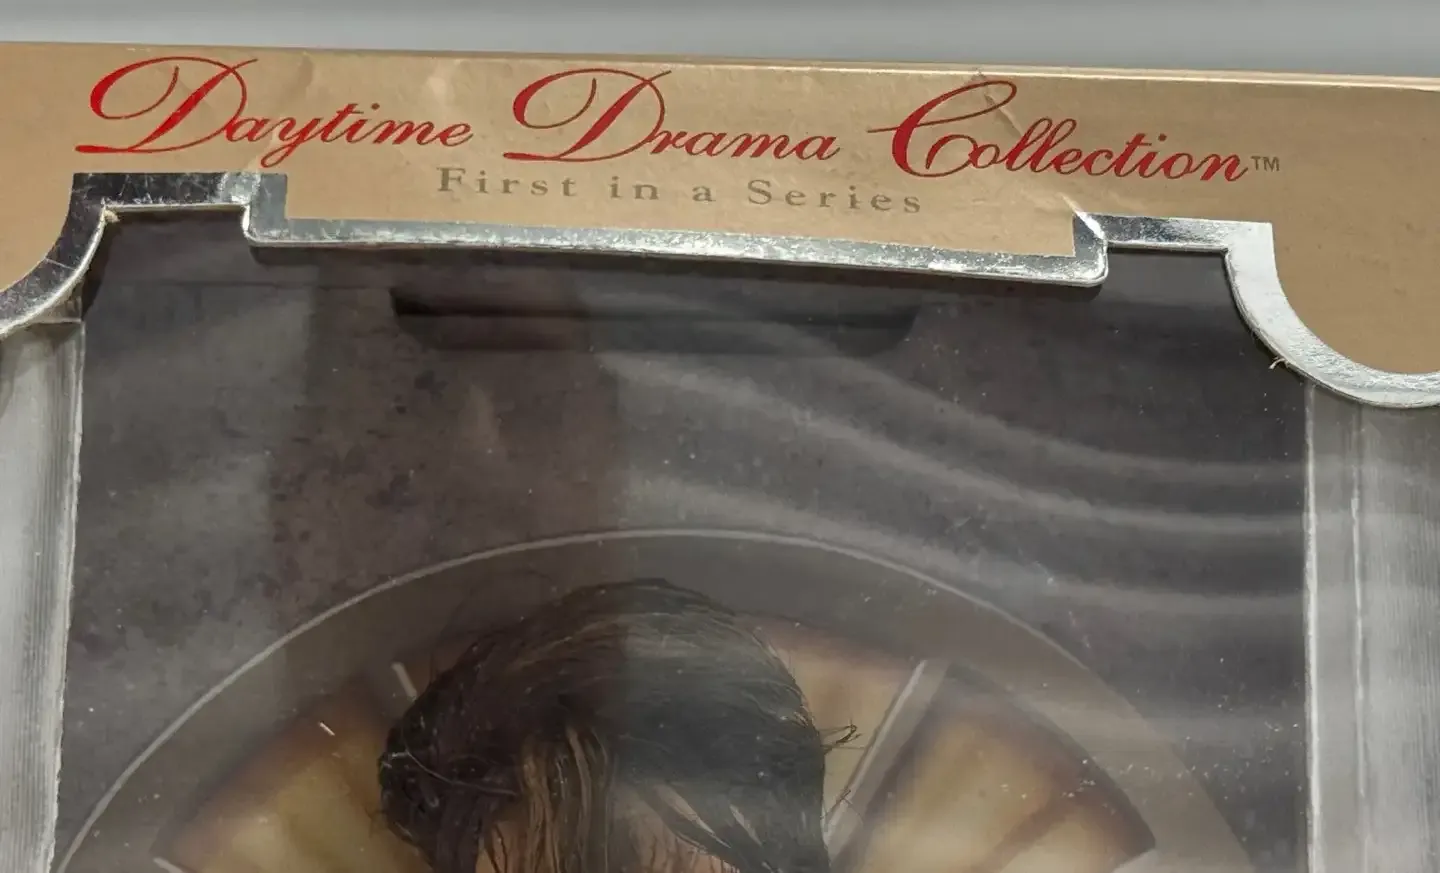 Daytime Drama Collection™
First in a Series